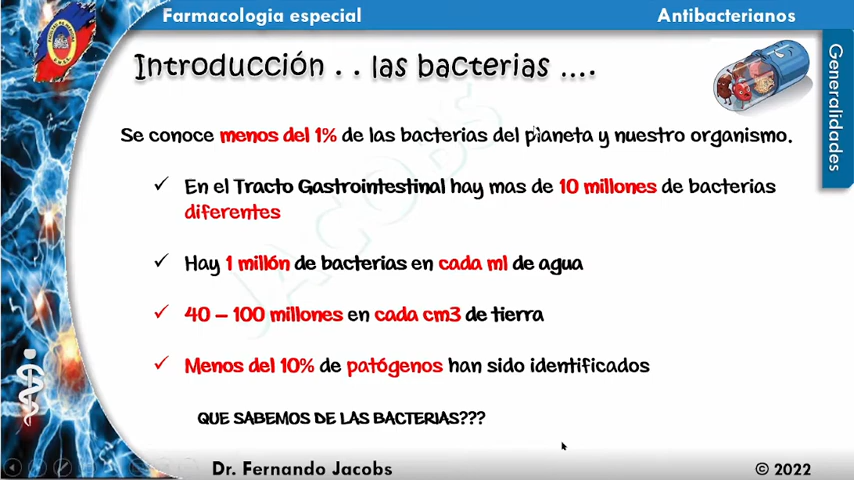 Farmacologia especial
Antibacterianos
Introducción . . las bacterias ....
Generalidades
Se conoce menos del 1% de las bacterias del planeta y nuestro organismo.
✓ En el Tracto Gastrointestinal hay mas de 10 millones de bacterias
diferentes
✓ Hay 1 millón de bacterias en cada ml de agua
✓ 40 – 100 millones en cada cm3 de tierra
✓ Menos del 10% de patógenos han sido identificados
QUE SABEMOS DE LAS BACTERIAS???
JACOBS
Dr. Fernando Jacobs
© 2022